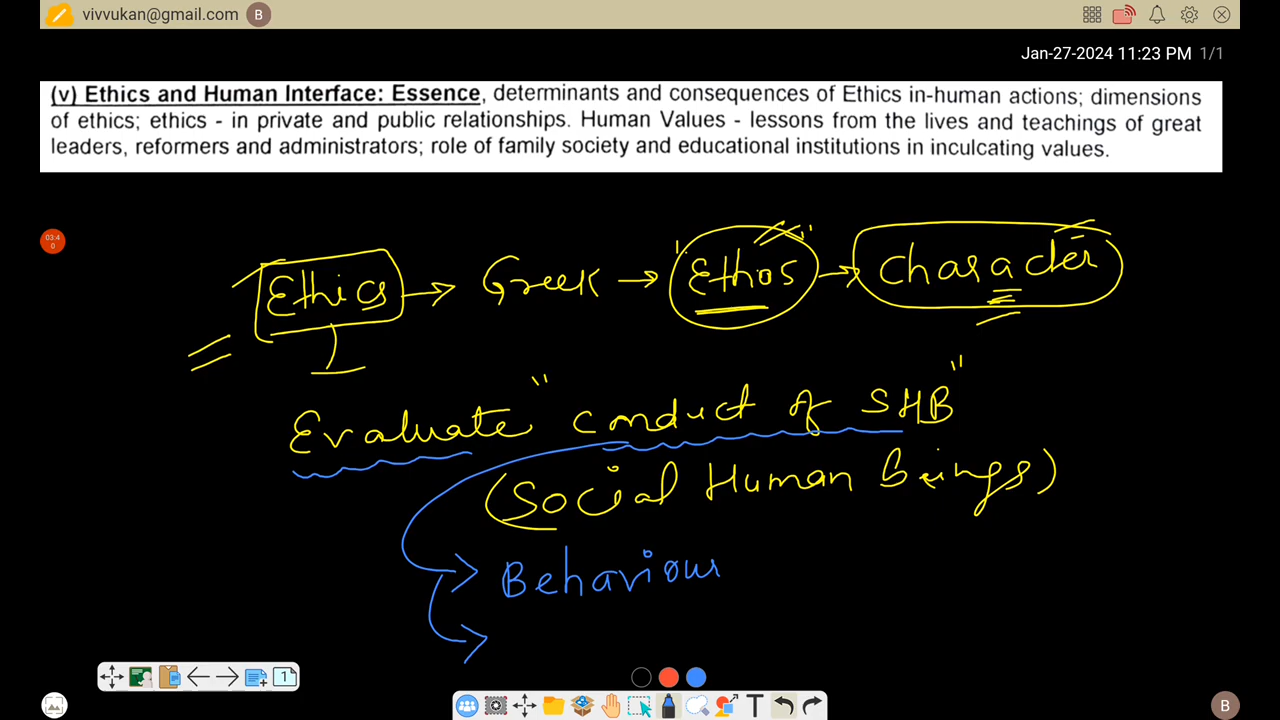 vivvukan@gmail.com B
Jan-27-2024 11:23 PM 1/1
(v) Ethics and Human Interface: Essence, determinants and consequences of Ethics in-human actions; dimensions
of ethics; ethics - in private and public relationships. Human Values - lessons from the lives and teachings of great
leaders, reformers and administrators; role of family society and educational institutions in inculcating values.
03:40
Ethics → Greek → "Ethos" → Character
Evaluate "conduct of SHB"
(Social Human Beings)
Behaviour
1
T
B